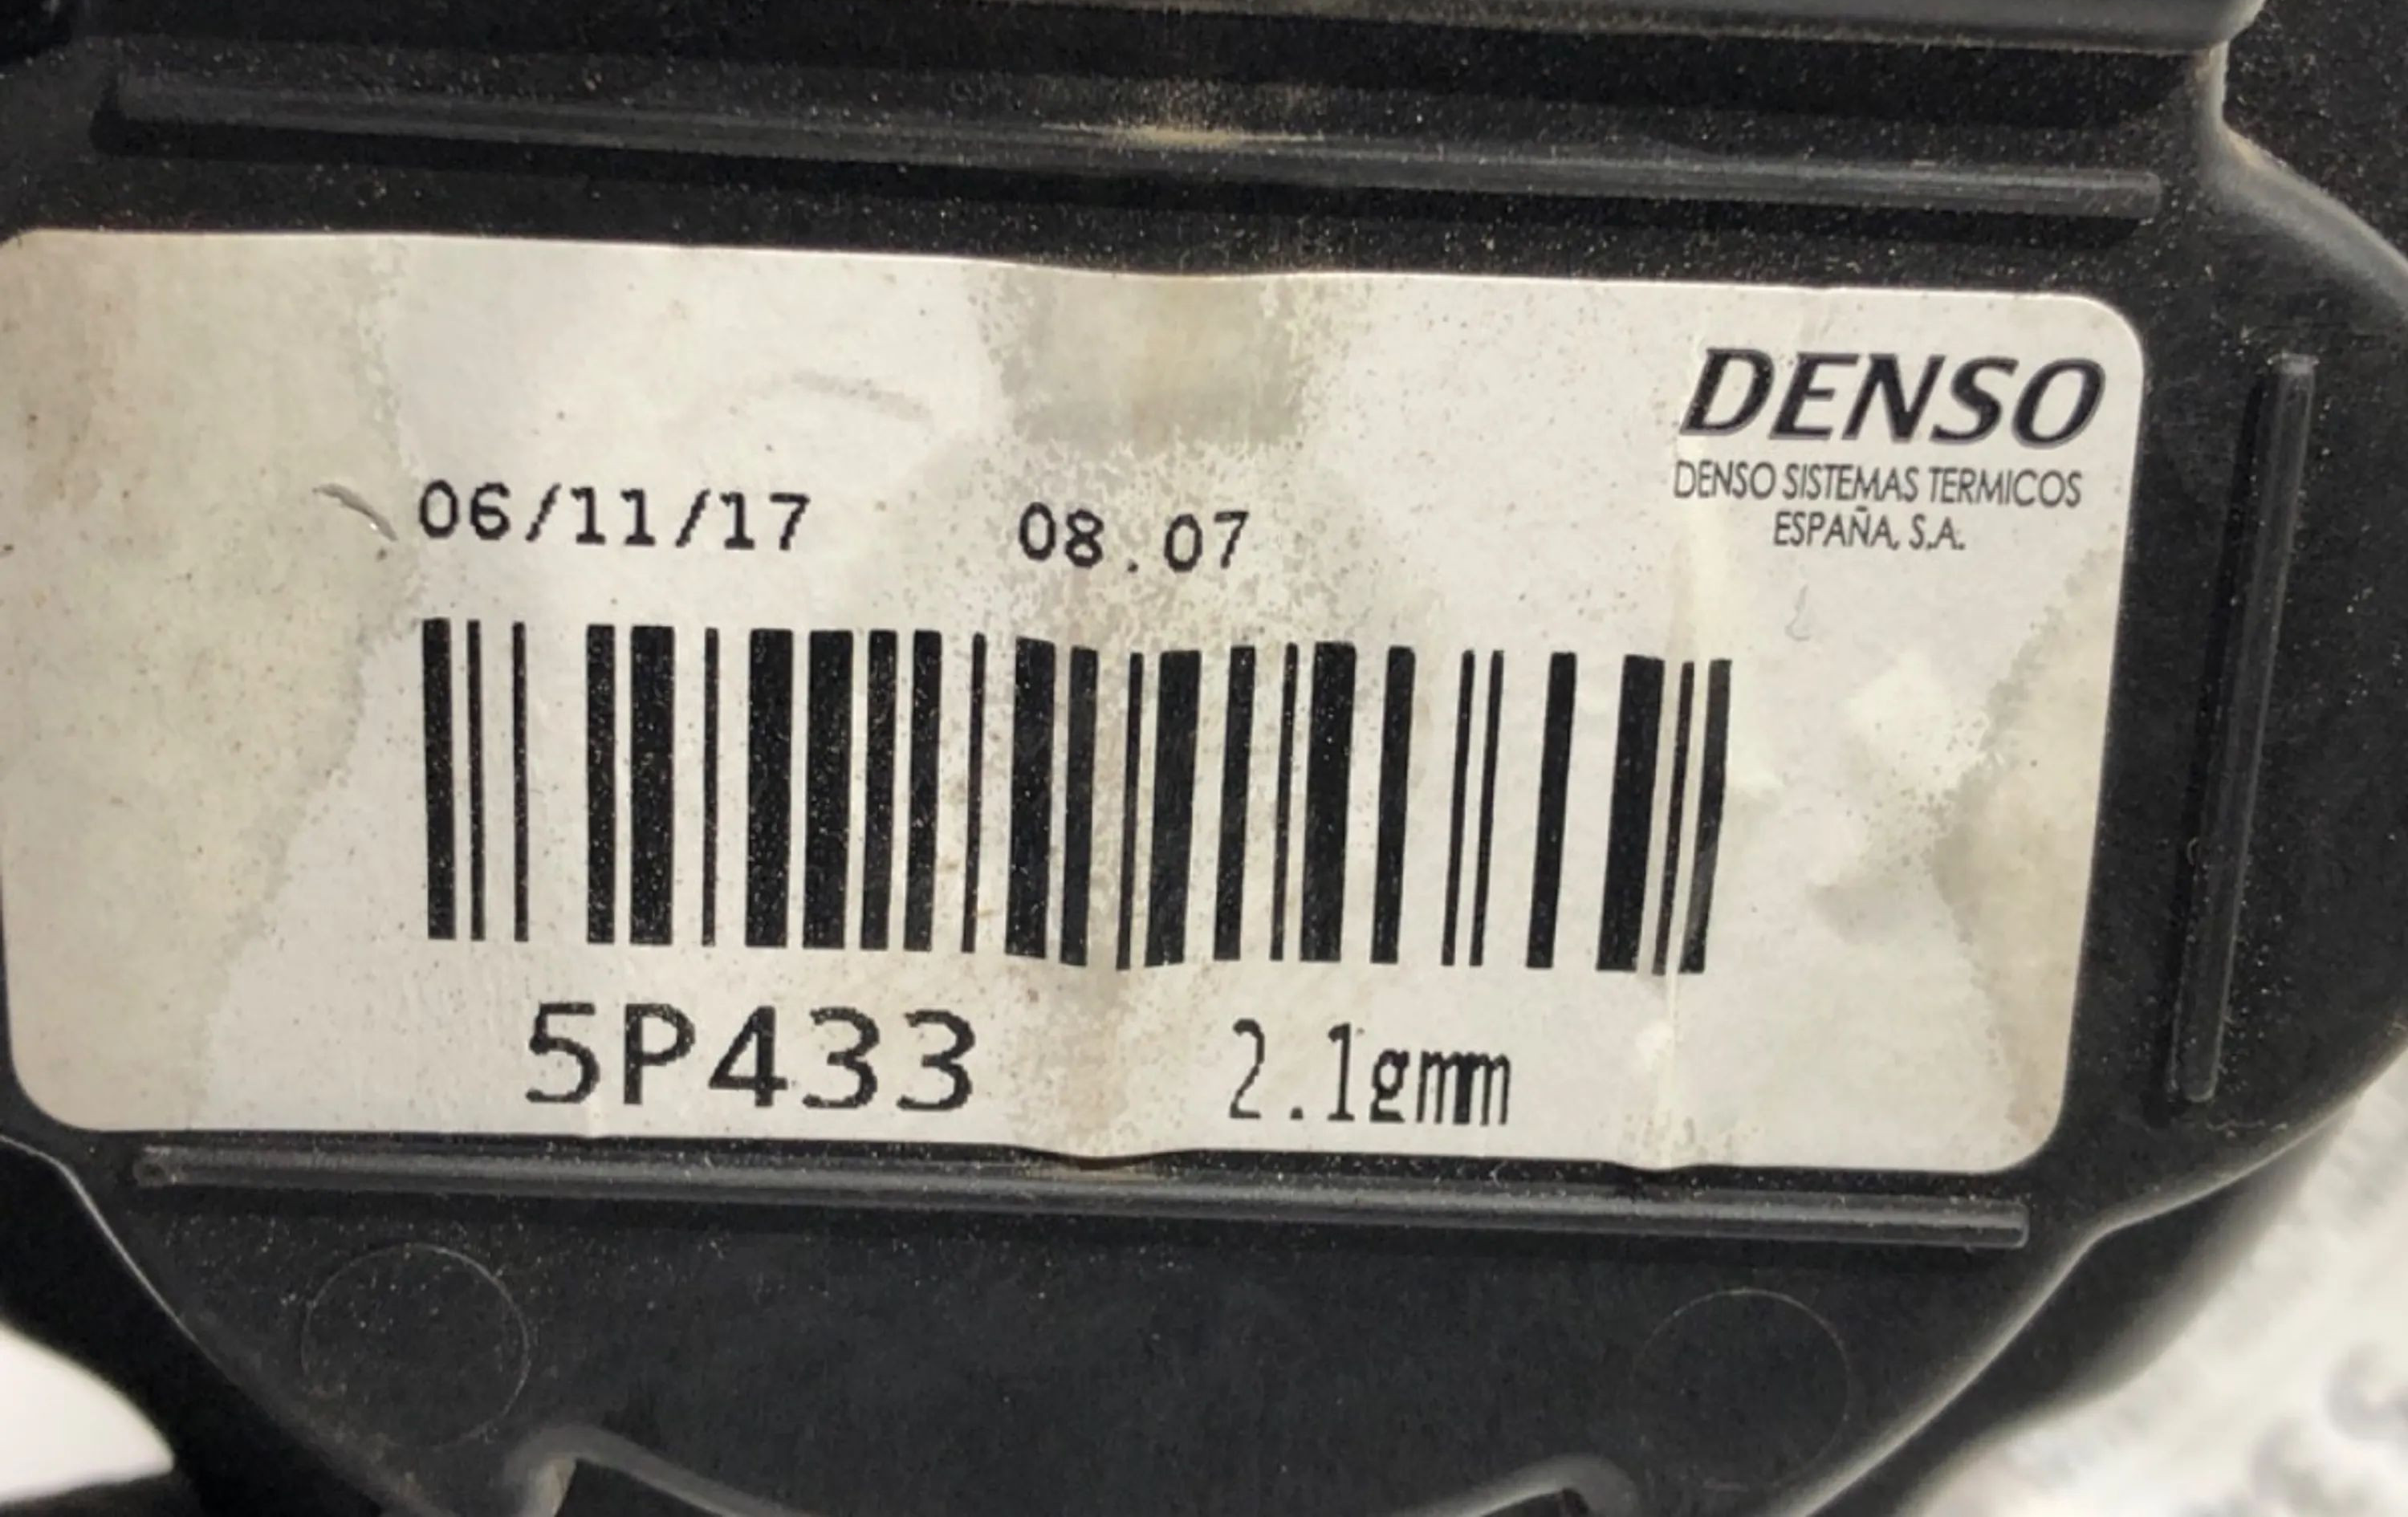 DENSO
DENSO SISTEMAS TERMICOS
ESPAÑA, S.A.
06/11/17 08.07
5P433 2.1gmm